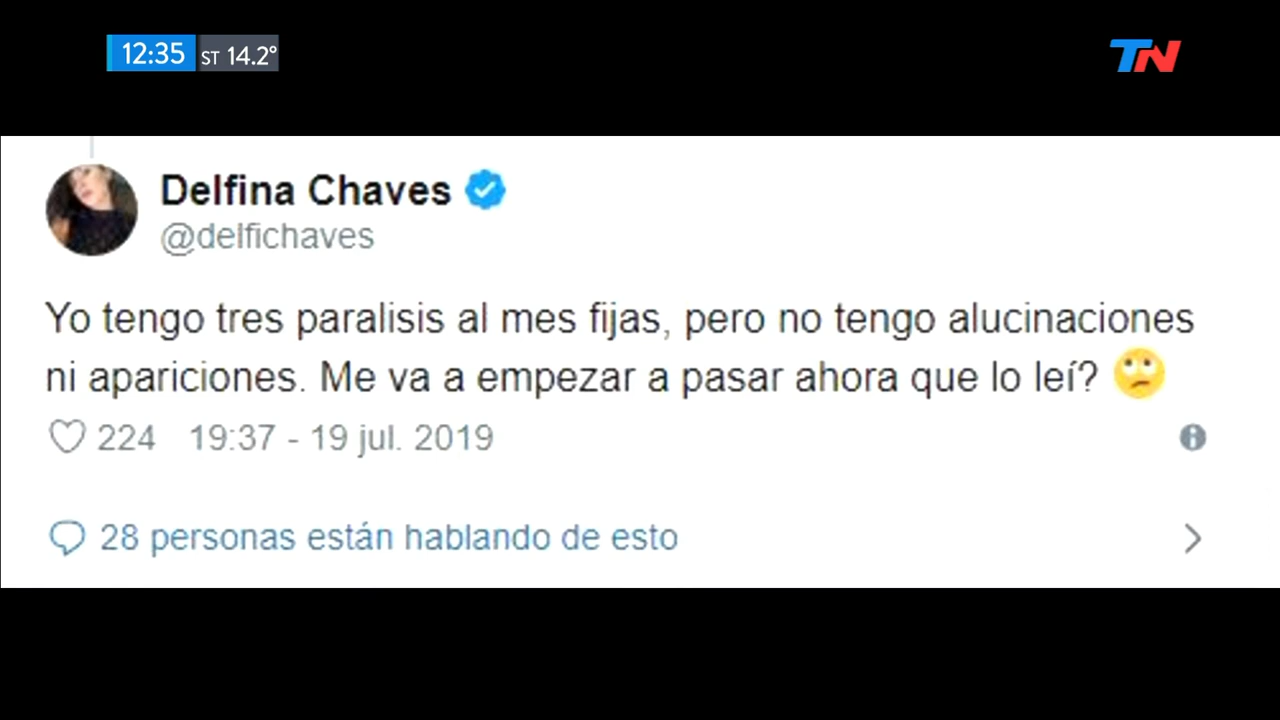 12:35 ST 14.2°
TN
Delfina Chaves
@delfichaves
Yo tengo tres paralisis al mes fijas, pero no tengo alucinaciones
ni apariciones. Me va a empezar a pasar ahora que lo leí? 🙄
224 19:37 - 19 jul. 2019
28 personas están hablando de esto